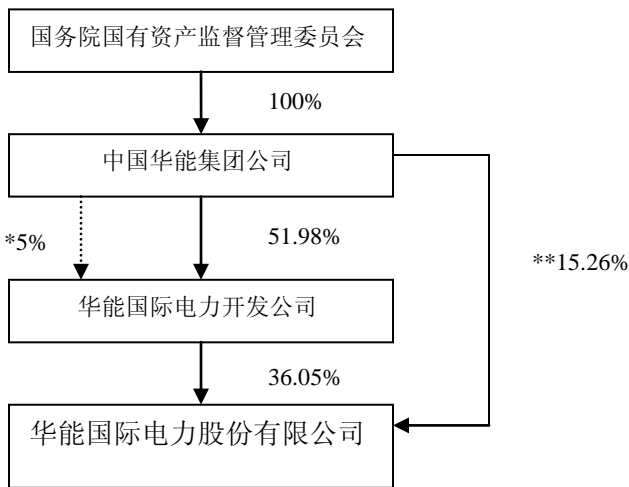 国务院国有资产监督管理委员会
100%
中国华能集团公司
*5%
51.98%
**15.26%
华能国际电力开发公司
36.05%
华能国际电力股份有限公司